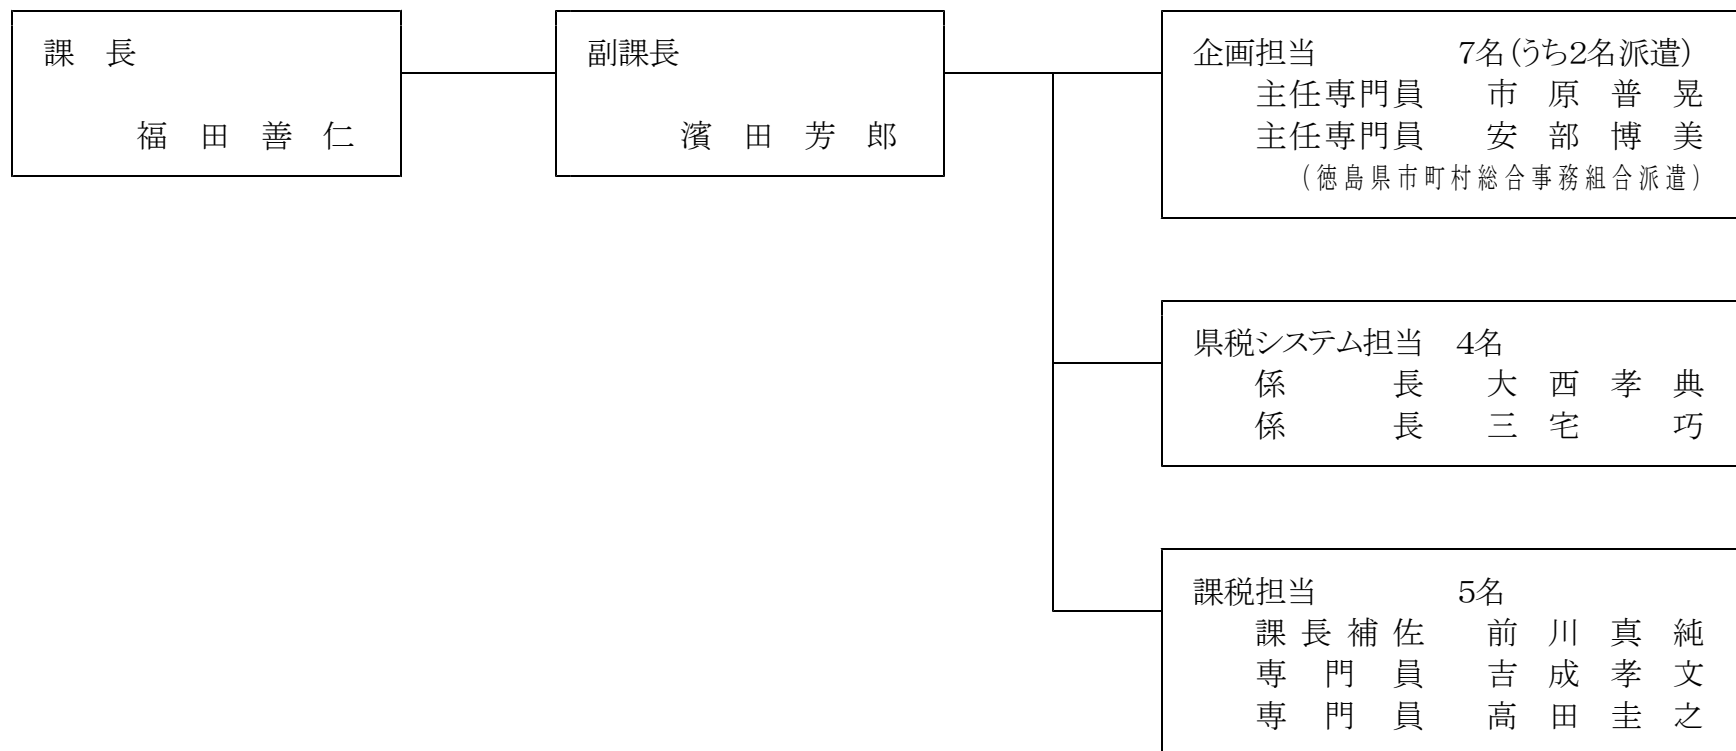 課　長
福　田　善　仁
副課長
濱　田　芳　郎
企画担当　　　　7名（うち2名派遣）
主任専門員　　市　原　普　晃
主任専門員　　安　部　博　美
（徳島県市町村総合事務組合派遣）
県税システム担当　4名
係　　　長　　大　西　孝　典
係　　　長　　三　宅　　　巧
課税担当　　　　5名
課長補佐　　前　川　真　純
専　門　員　　吉　成　孝　文
専　門　員　　高　田　圭　之